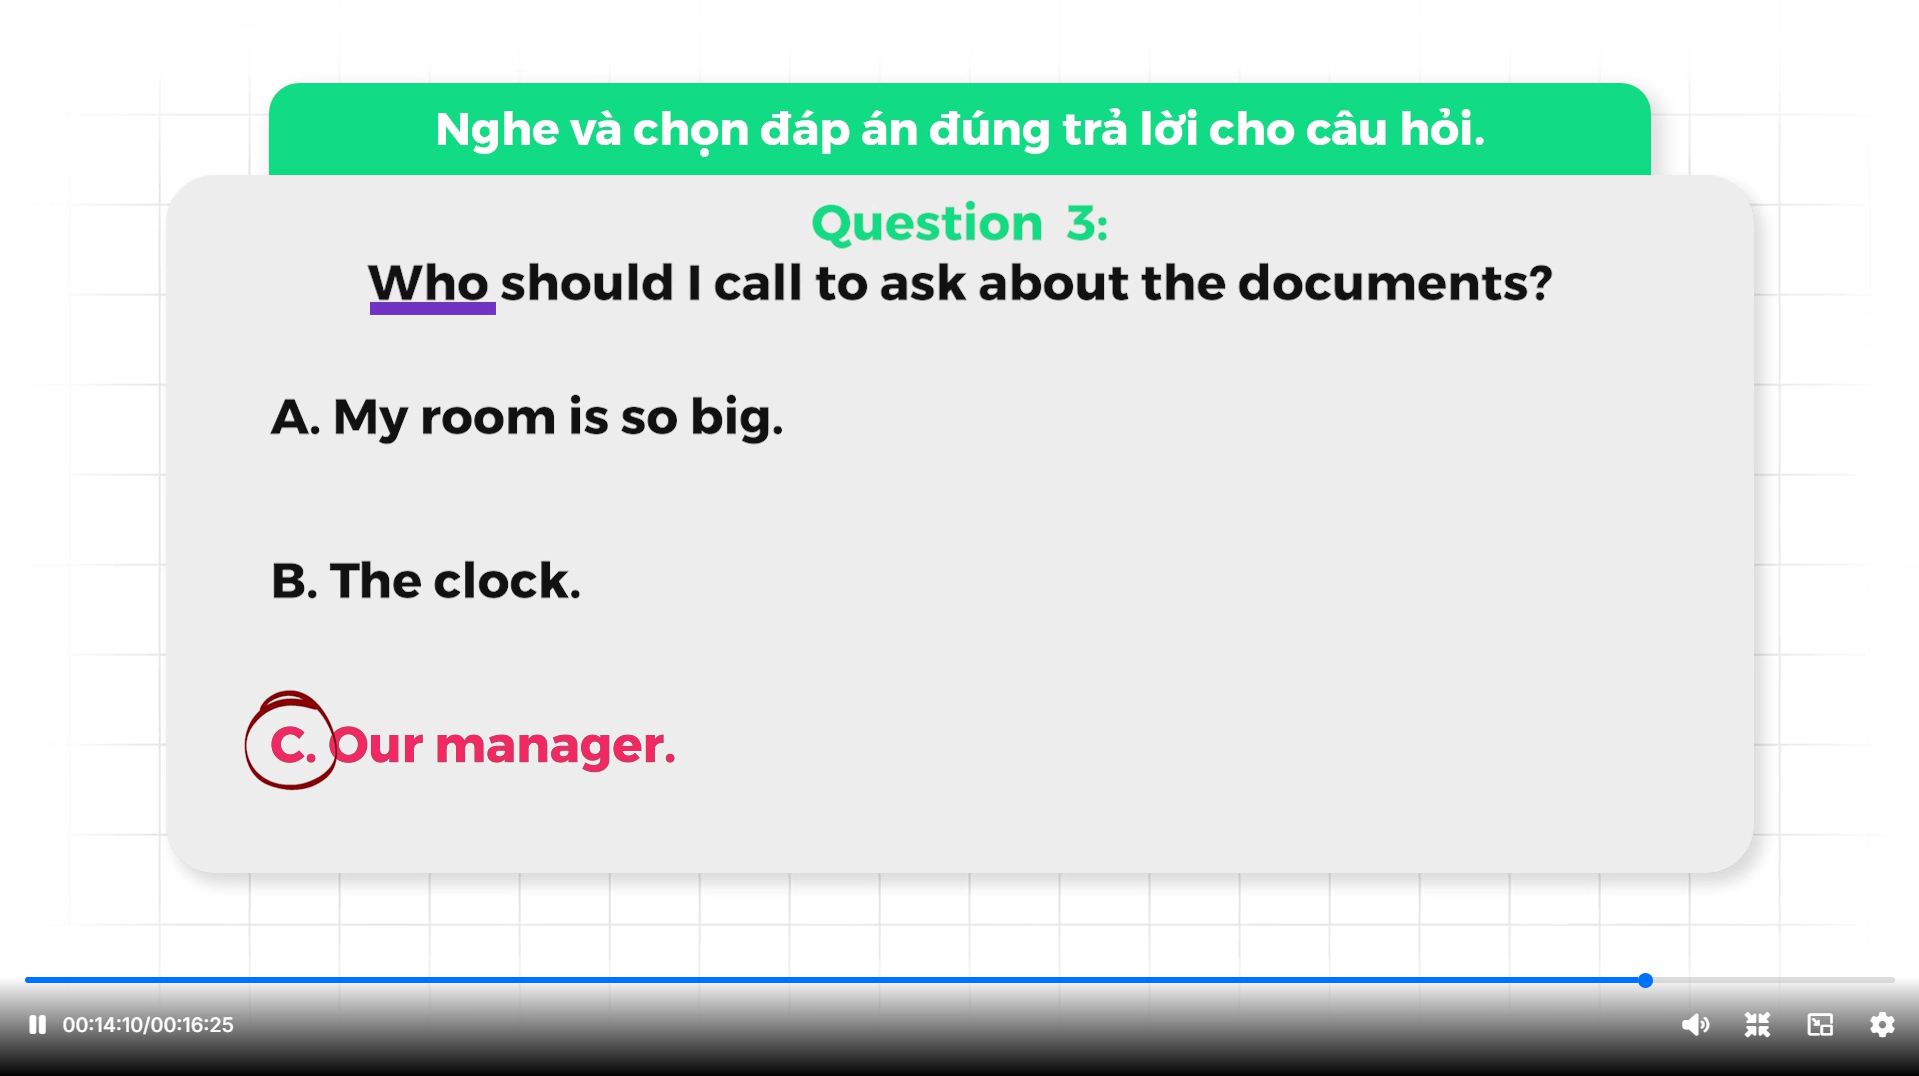 Nghe và chọn đáp án đúng trả lời cho câu hỏi.
Question 3:
Who should I call to ask about the documents?
A. My room is so big.
B. The clock.
C. Our manager.
00:14:10/00:16:25